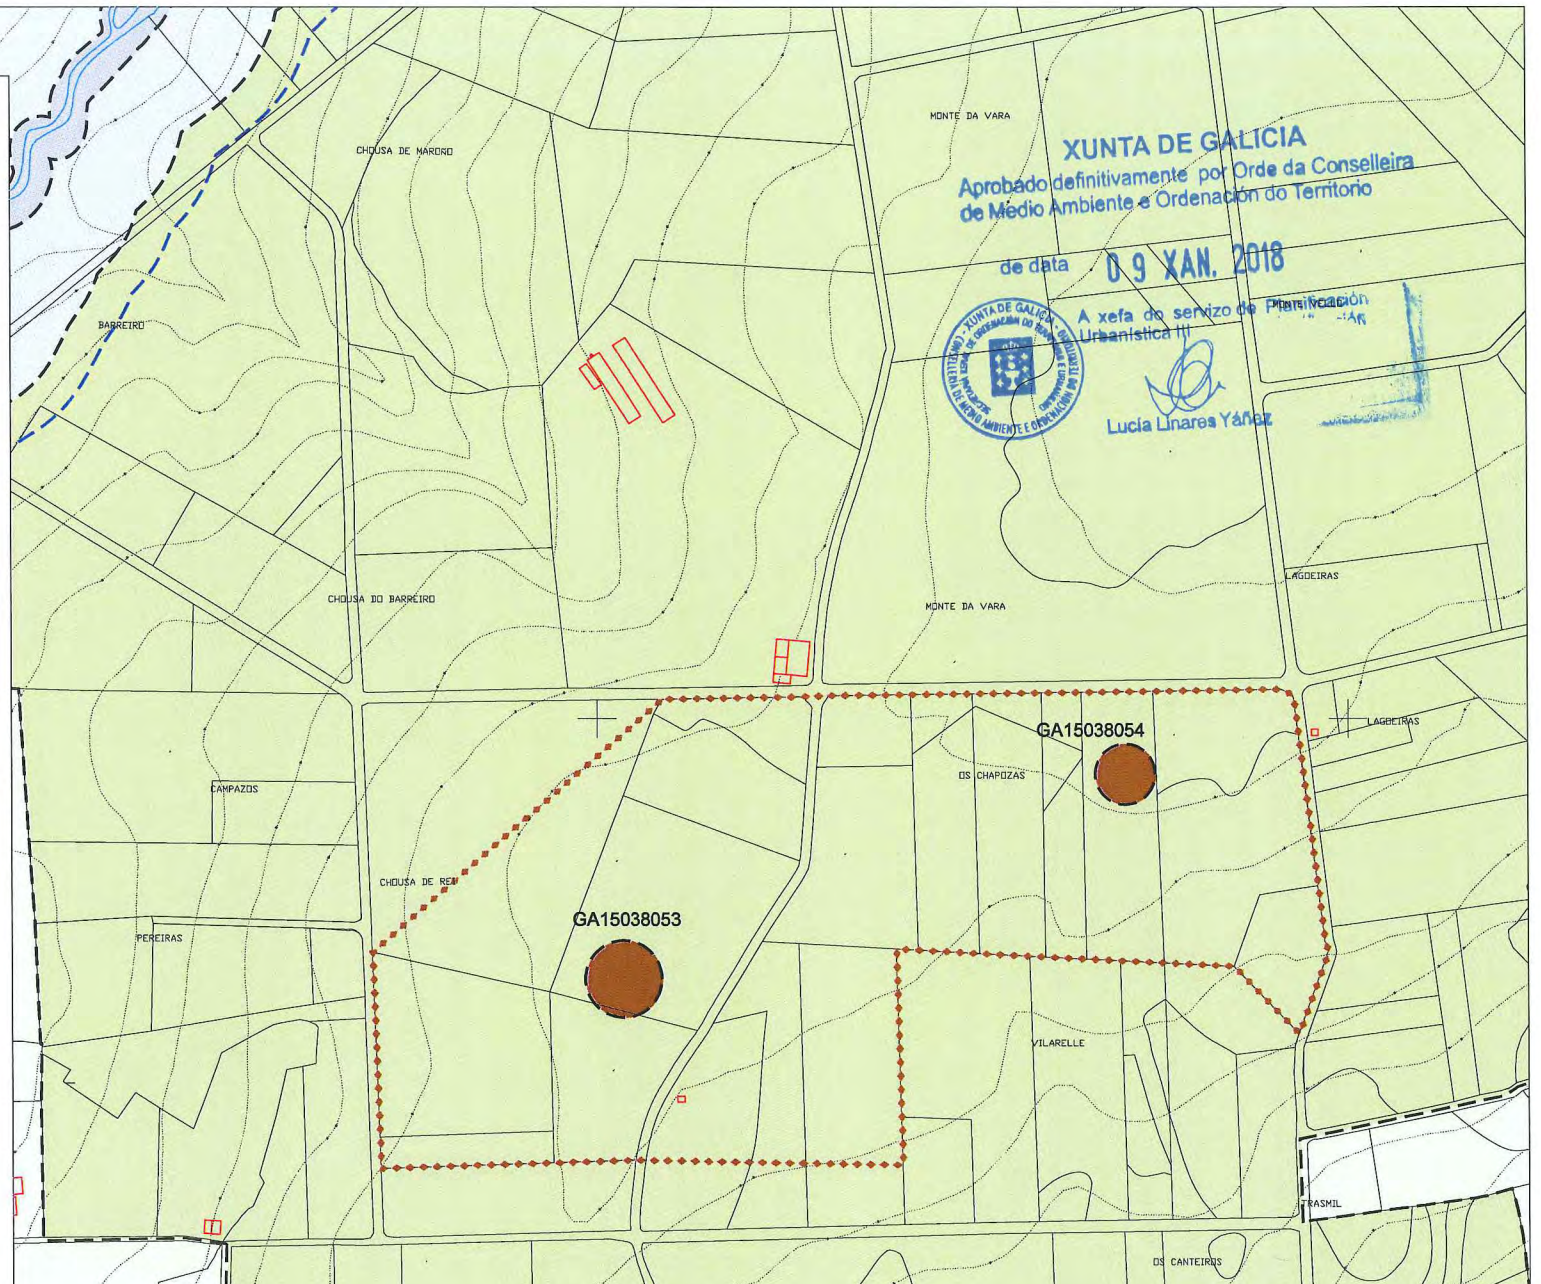 MONTE DA VARA
XUNTA DE GALICIA
Aprobado definitivamente por Orde da Conselleira
de Medio Ambiente e Ordenación do Territorio
de data 09 XAN. 2018
A xefa do servizo de Planificación
Urbanística III
Lucía Linares Yáñez
CHOUSA DE MARORO
BARREIRO
LAGOEIRAS
CHOUSA DO BARREIRO
MONTE DA VARA
LAGOEIRAS
GA15038054
OS CHAPOZAS
CAMPAZOS
CHOUSA DE REI
GA15038053
PEREIRAS
VILARELLE
TRASMIL
OS CANTEIROS